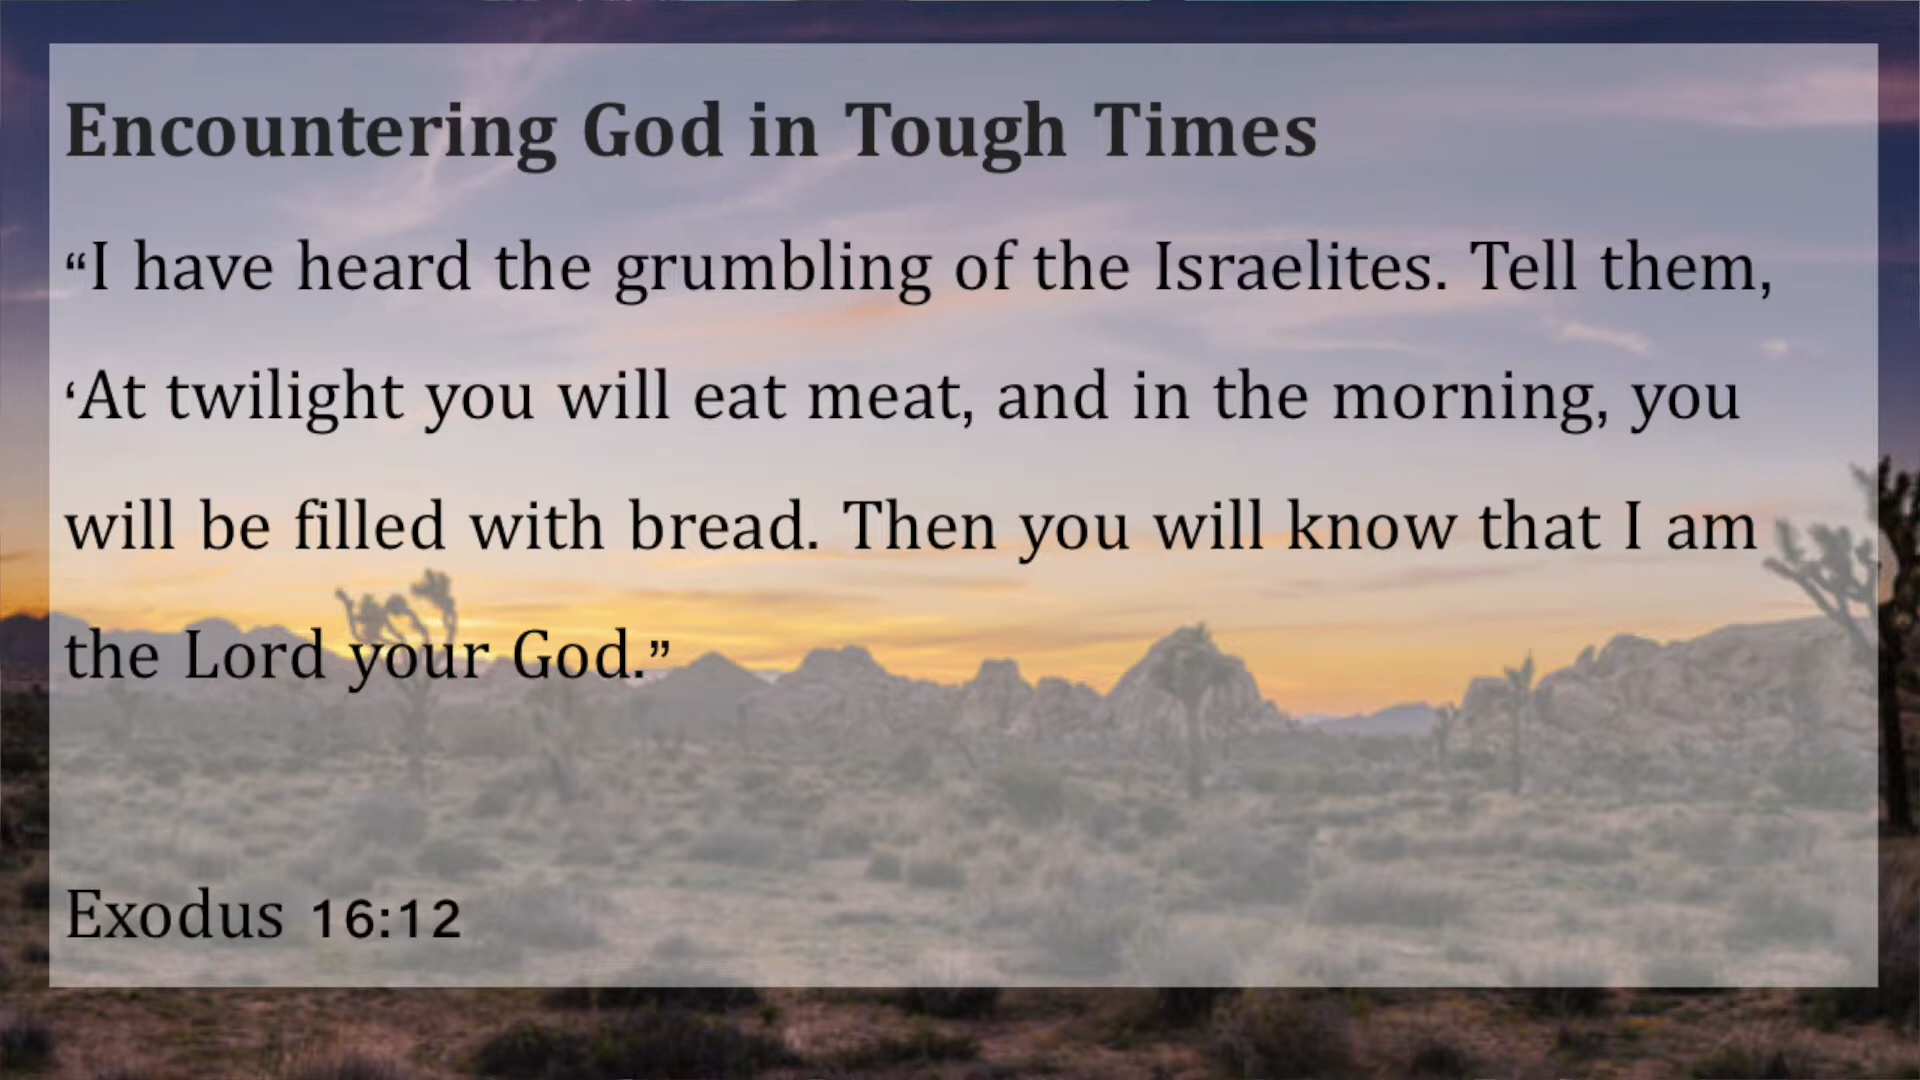 Encountering God in Tough Times
“I have heard the grumbling of the Israelites. Tell them,
‘At twilight you will eat meat, and in the morning, you
will be filled with bread. Then you will know that I am
the Lord your God.”
Exodus 16:12